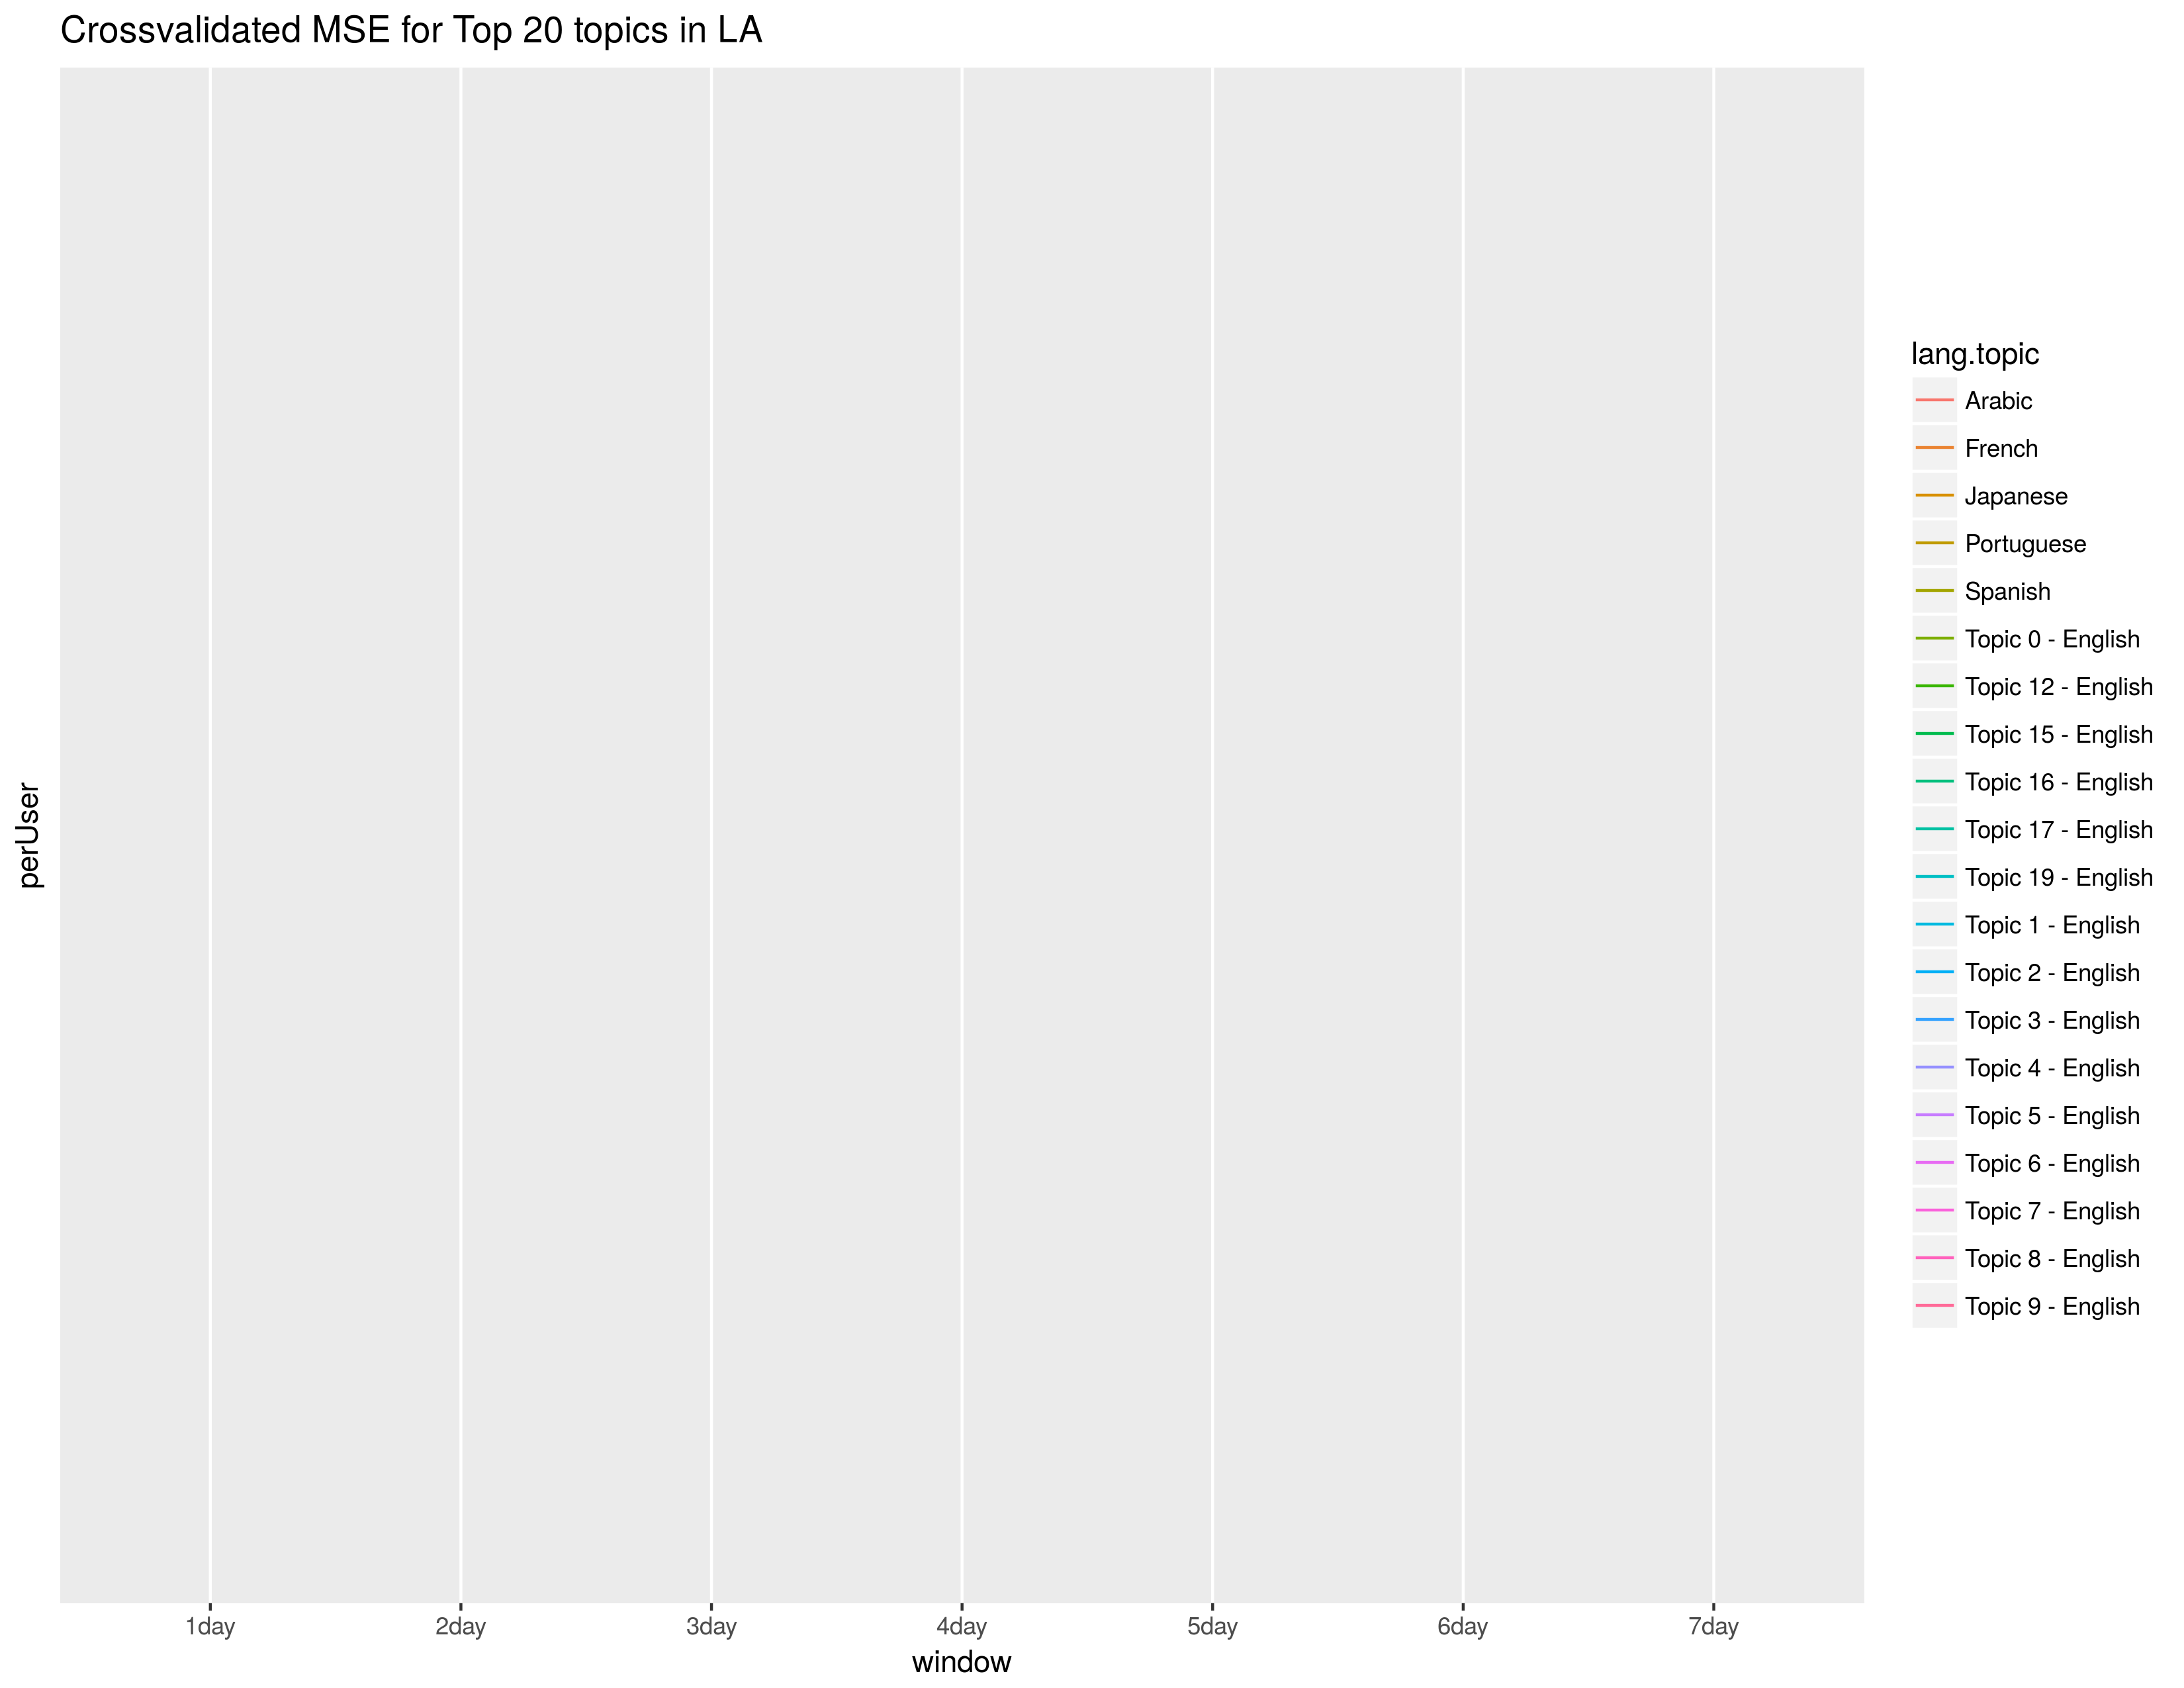 Crossvalidated MSE for Top 20 topics in LA
perUser
1day
2day
3day
4day
5day
6day
7day
window
lang.topic
Arabic
French
Japanese
Portuguese
Spanish
Topic 0 - English
Topic 12 - English
Topic 15 - English
Topic 16 - English
Topic 17 - English
Topic 19 - English
Topic 1 - English
Topic 2 - English
Topic 3 - English
Topic 4 - English
Topic 5 - English
Topic 6 - English
Topic 7 - English
Topic 8 - English
Topic 9 - English